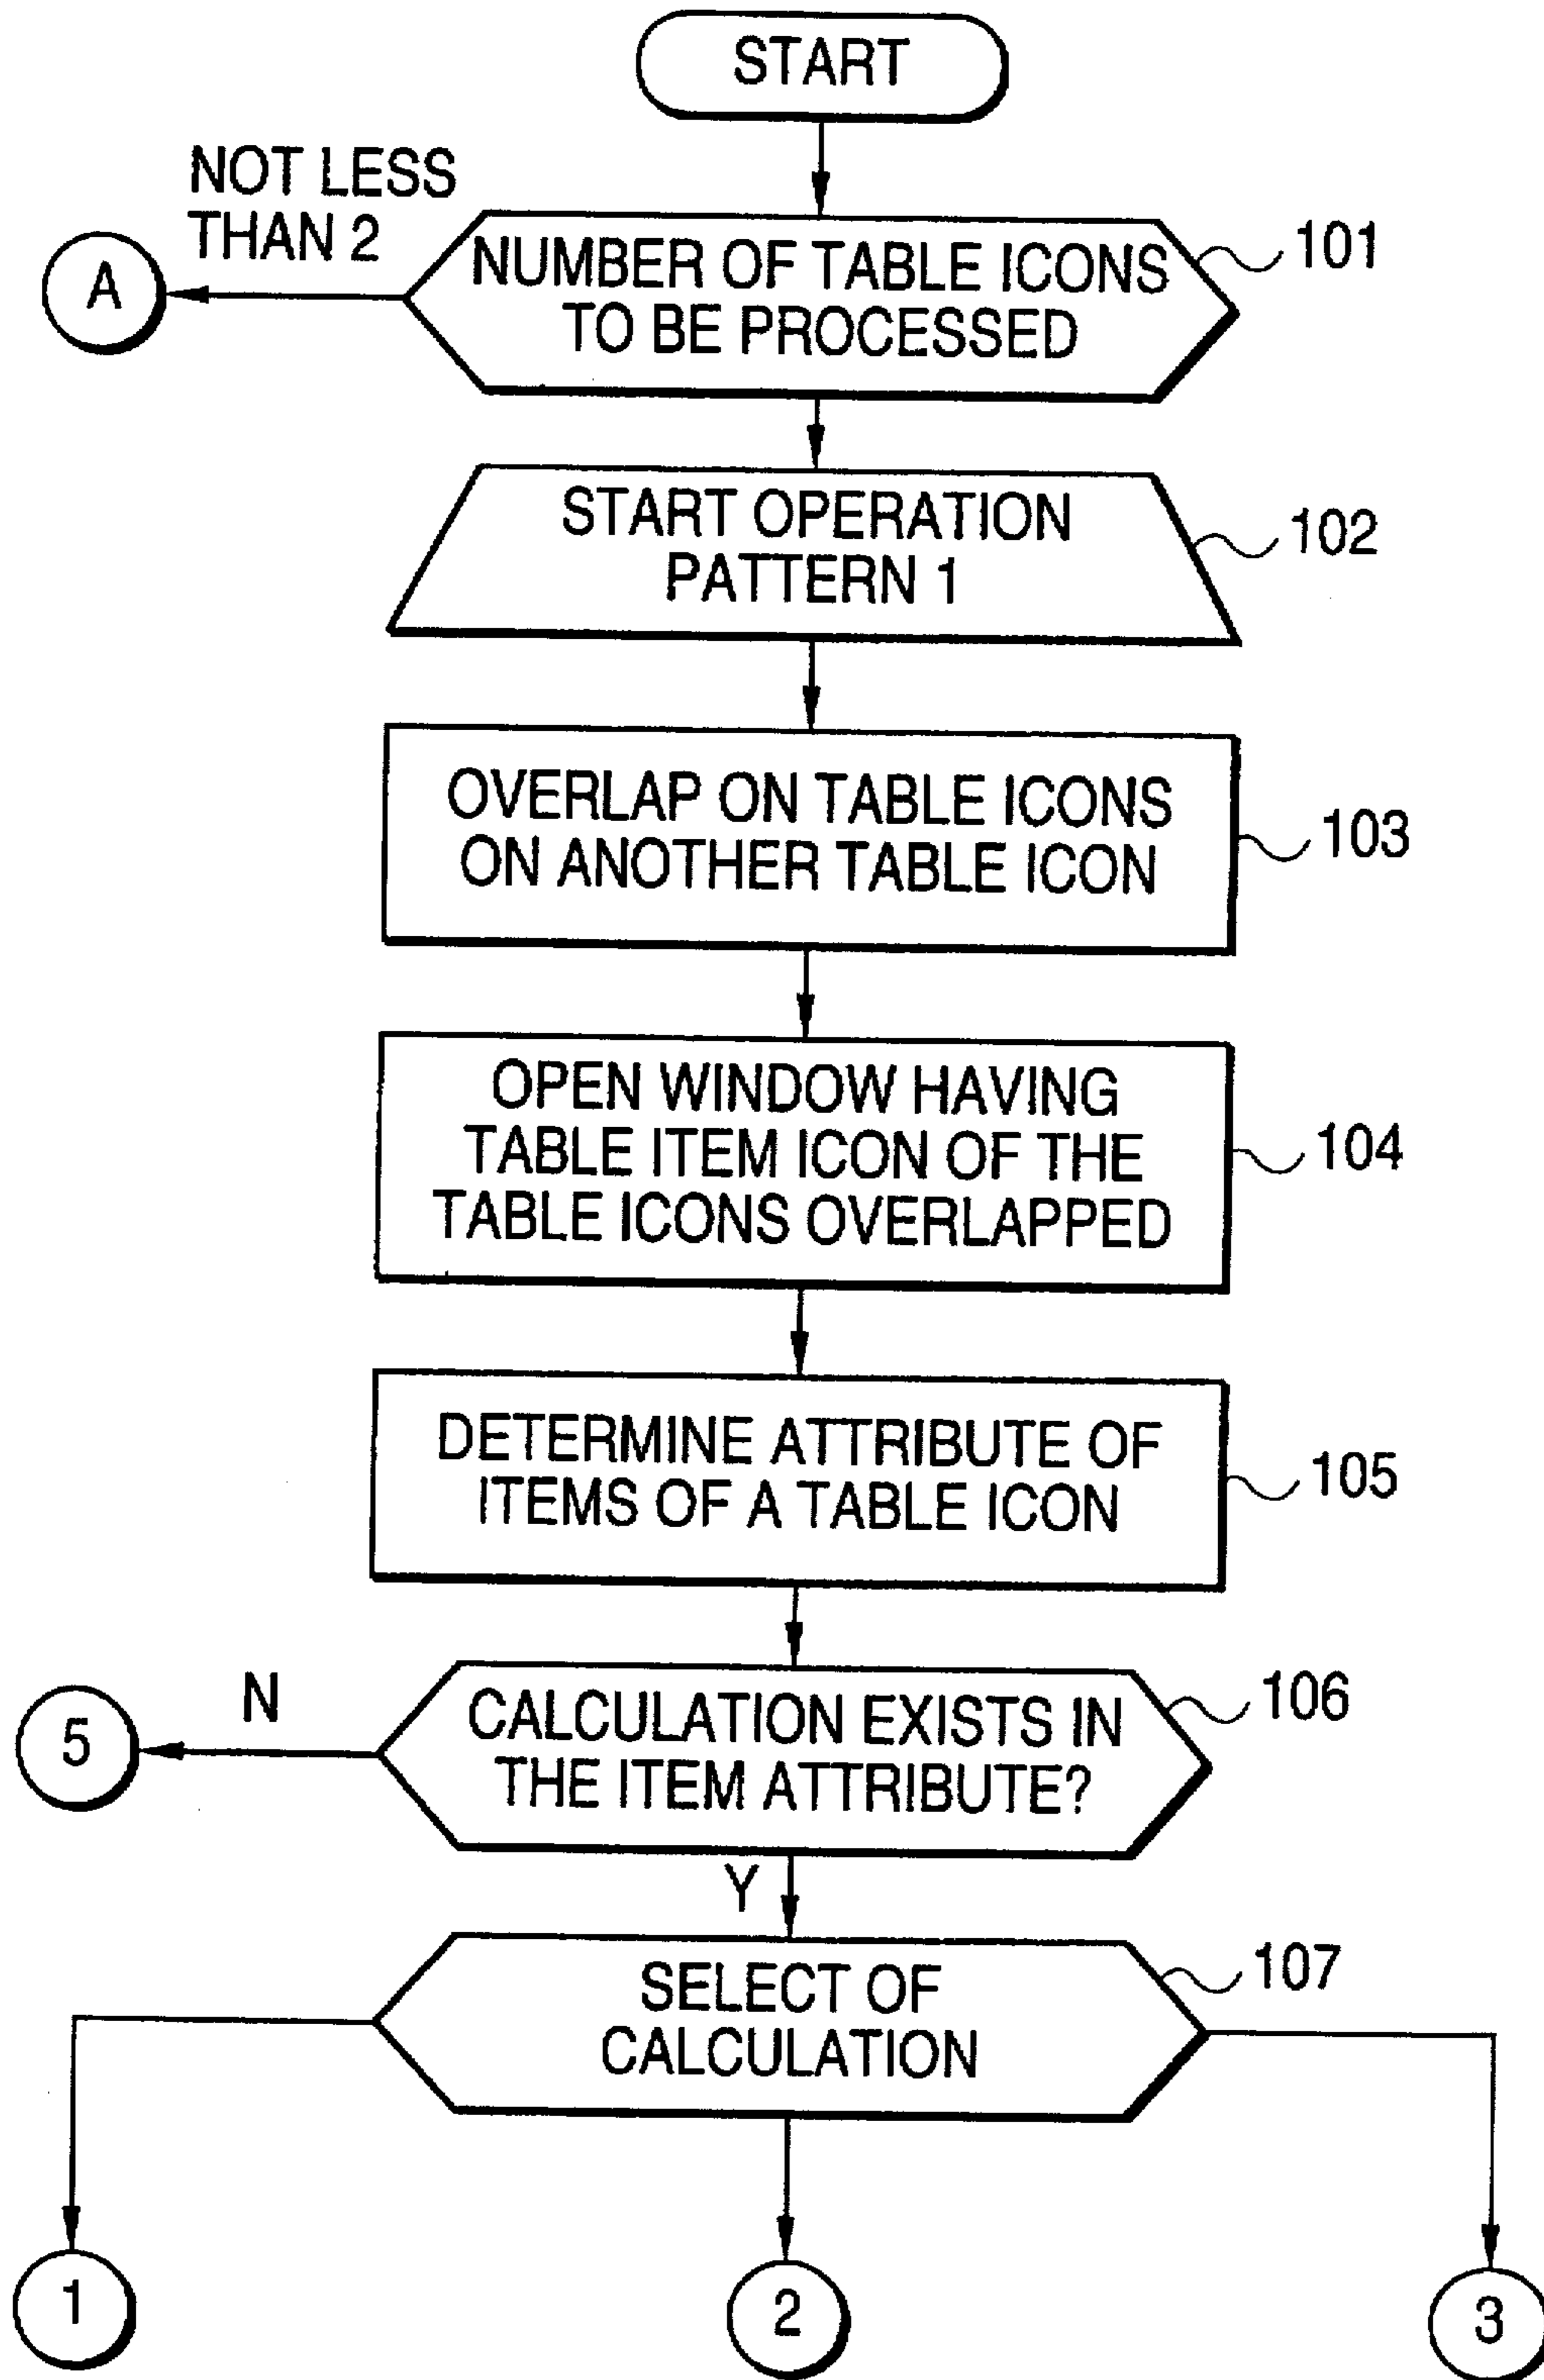 START
NOT LESS
THAN 2
A
NUMBER OF TABLE ICONS
TO BE PROCESSED
101
START OPERATION
PATTERN 1
102
OVERLAP ON TABLE ICONS
ON ANOTHER TABLE ICON
103
OPEN WINDOW HAVING
TABLE ITEM ICON OF THE
TABLE ICONS OVERLAPPED
104
DETERMINE ATTRIBUTE OF
ITEMS OF A TABLE ICON
105
N
5
CALCULATION EXISTS IN
THE ITEM ATTRIBUTE?
106
Y
SELECT OF
CALCULATION
107
1
2
3